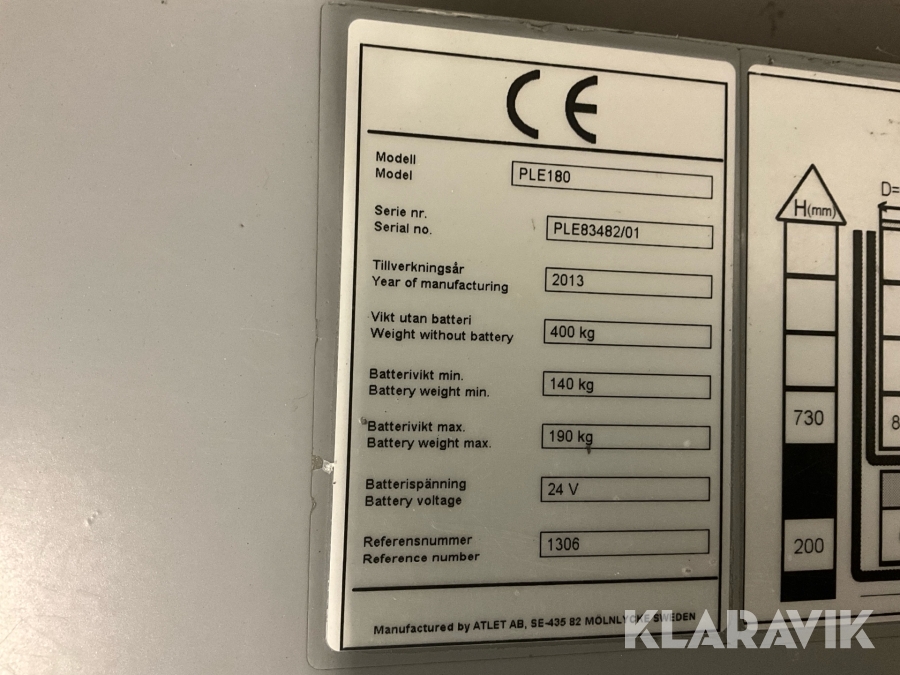 CE
Modell
Model
PLE180
Serie nr.
Serial no.
PLE83482/01
Tillverkningsår
Year of manufacturing
2013
Vikt utan batteri
Weight without battery
400 kg
Batterivikt min.
Battery weight min.
140 kg
Batterivikt max.
Battery weight max.
190 kg
Batterispänning
Battery voltage
24 V
Referensnummer
Reference number
1306
Manufactured by ATLET AB, SE-435 82 MÖLNLYCKE SWEDEN
H(mm)
D=
730
200
KLARAVIK